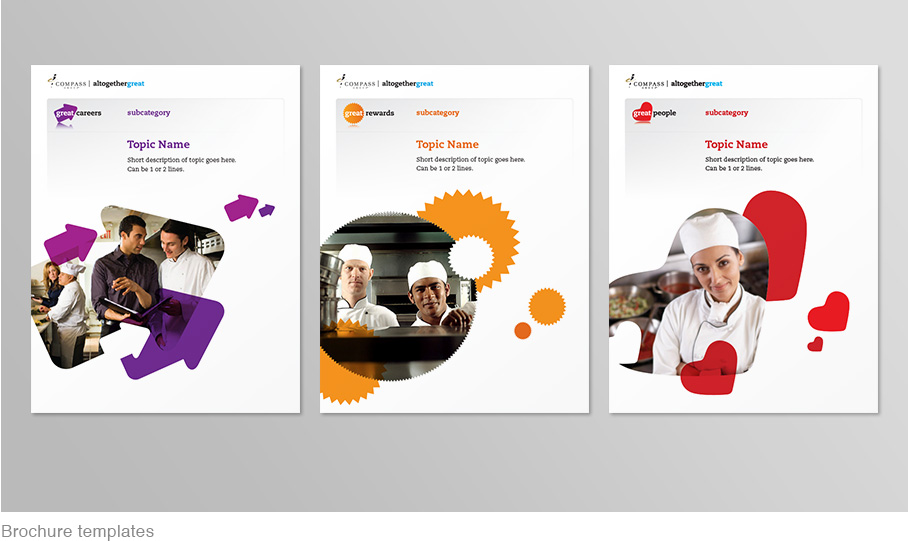 COMPASS GROUP | altogethergreat
great careers subcategory
Topic Name
Short description of topic goes here.
Can be 1 or 2 lines.
COMPASS GROUP | altogethergreat
great rewards subcategory
Topic Name
Short description of topic goes here.
Can be 1 or 2 lines.
COMPASS GROUP | altogethergreat
great people subcategory
Topic Name
Short description of topic goes here.
Can be 1 or 2 lines.
Brochure templates